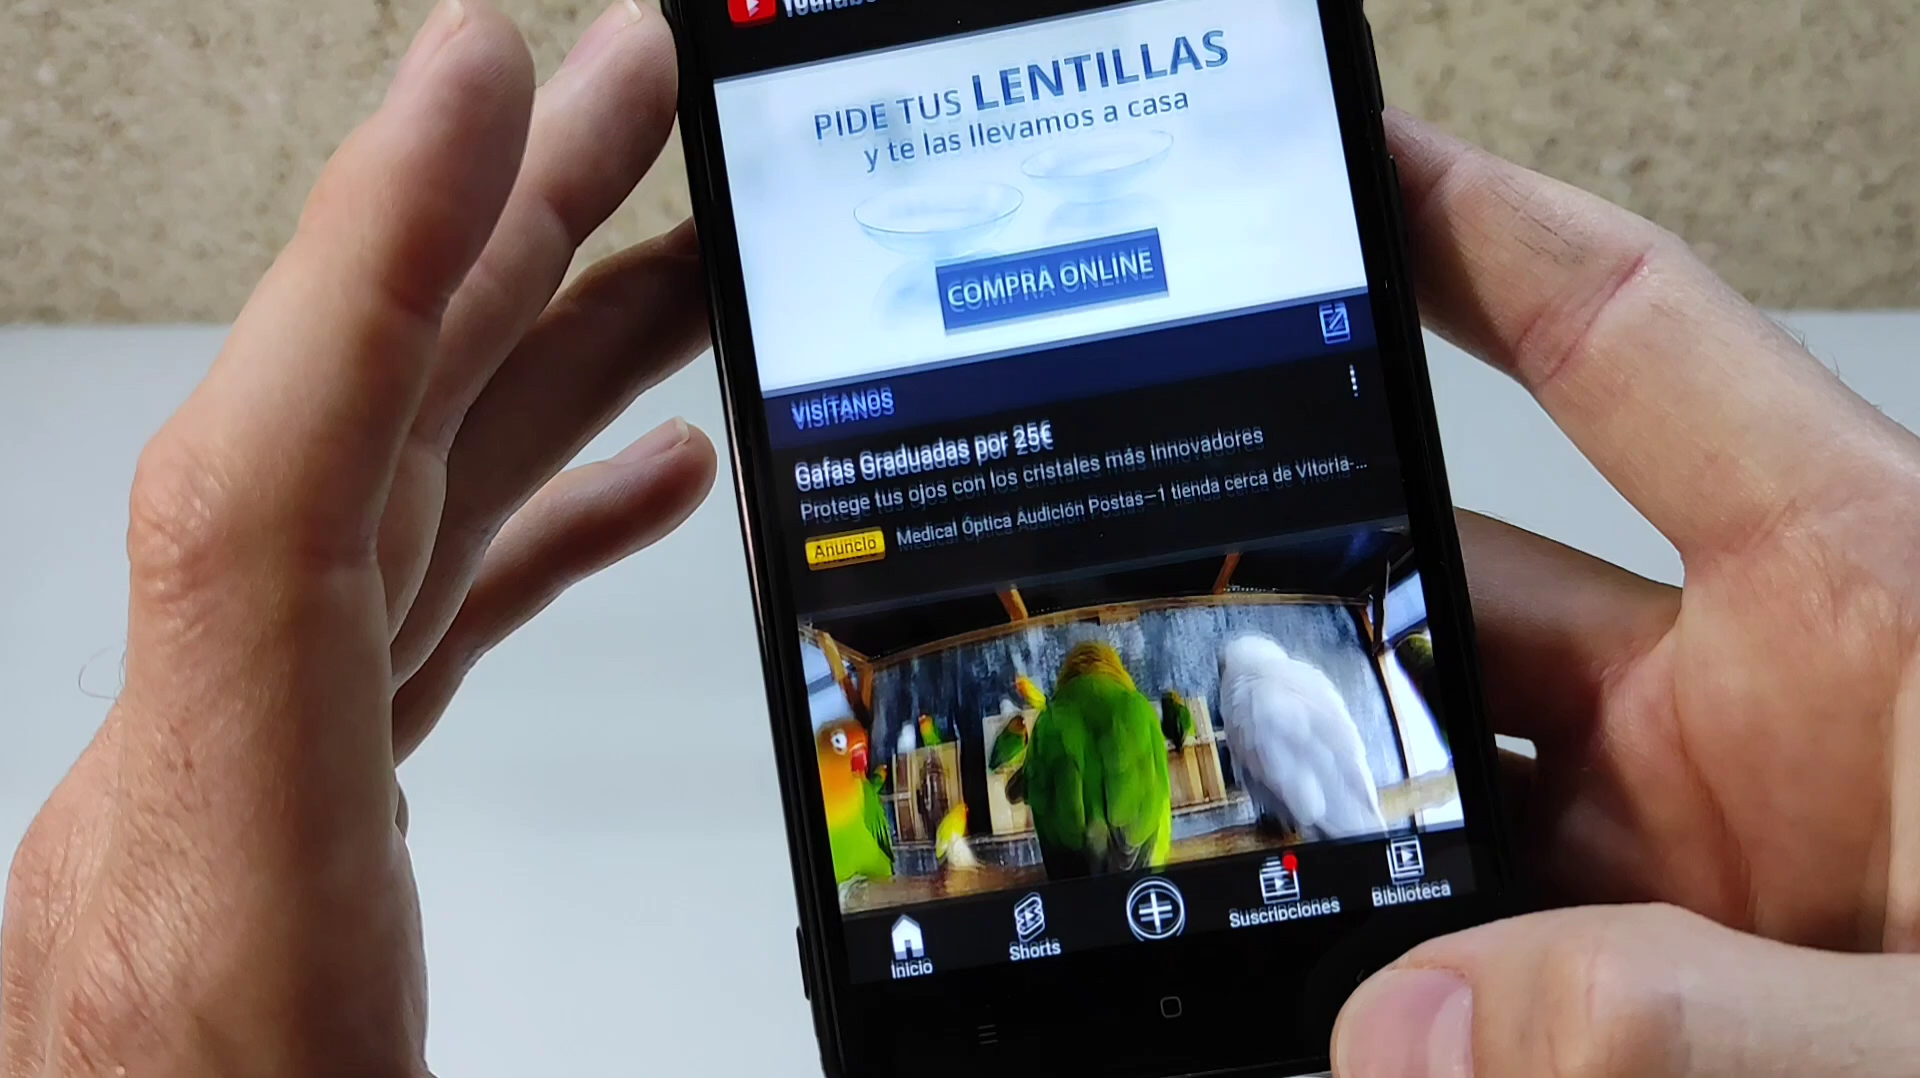 YouTube
PIDE TUS LENTILLAS
y te las llevamos a casa
COMPRA ONLINE
VISÍTANOS
Gafas Graduadas por 25€
Protege tus ojos con los cristales más innovadores
Anuncio Medical Óptica Audición Postas—1 tienda cerca de Vitoria-...
Inicio Shorts Suscripciones Biblioteca